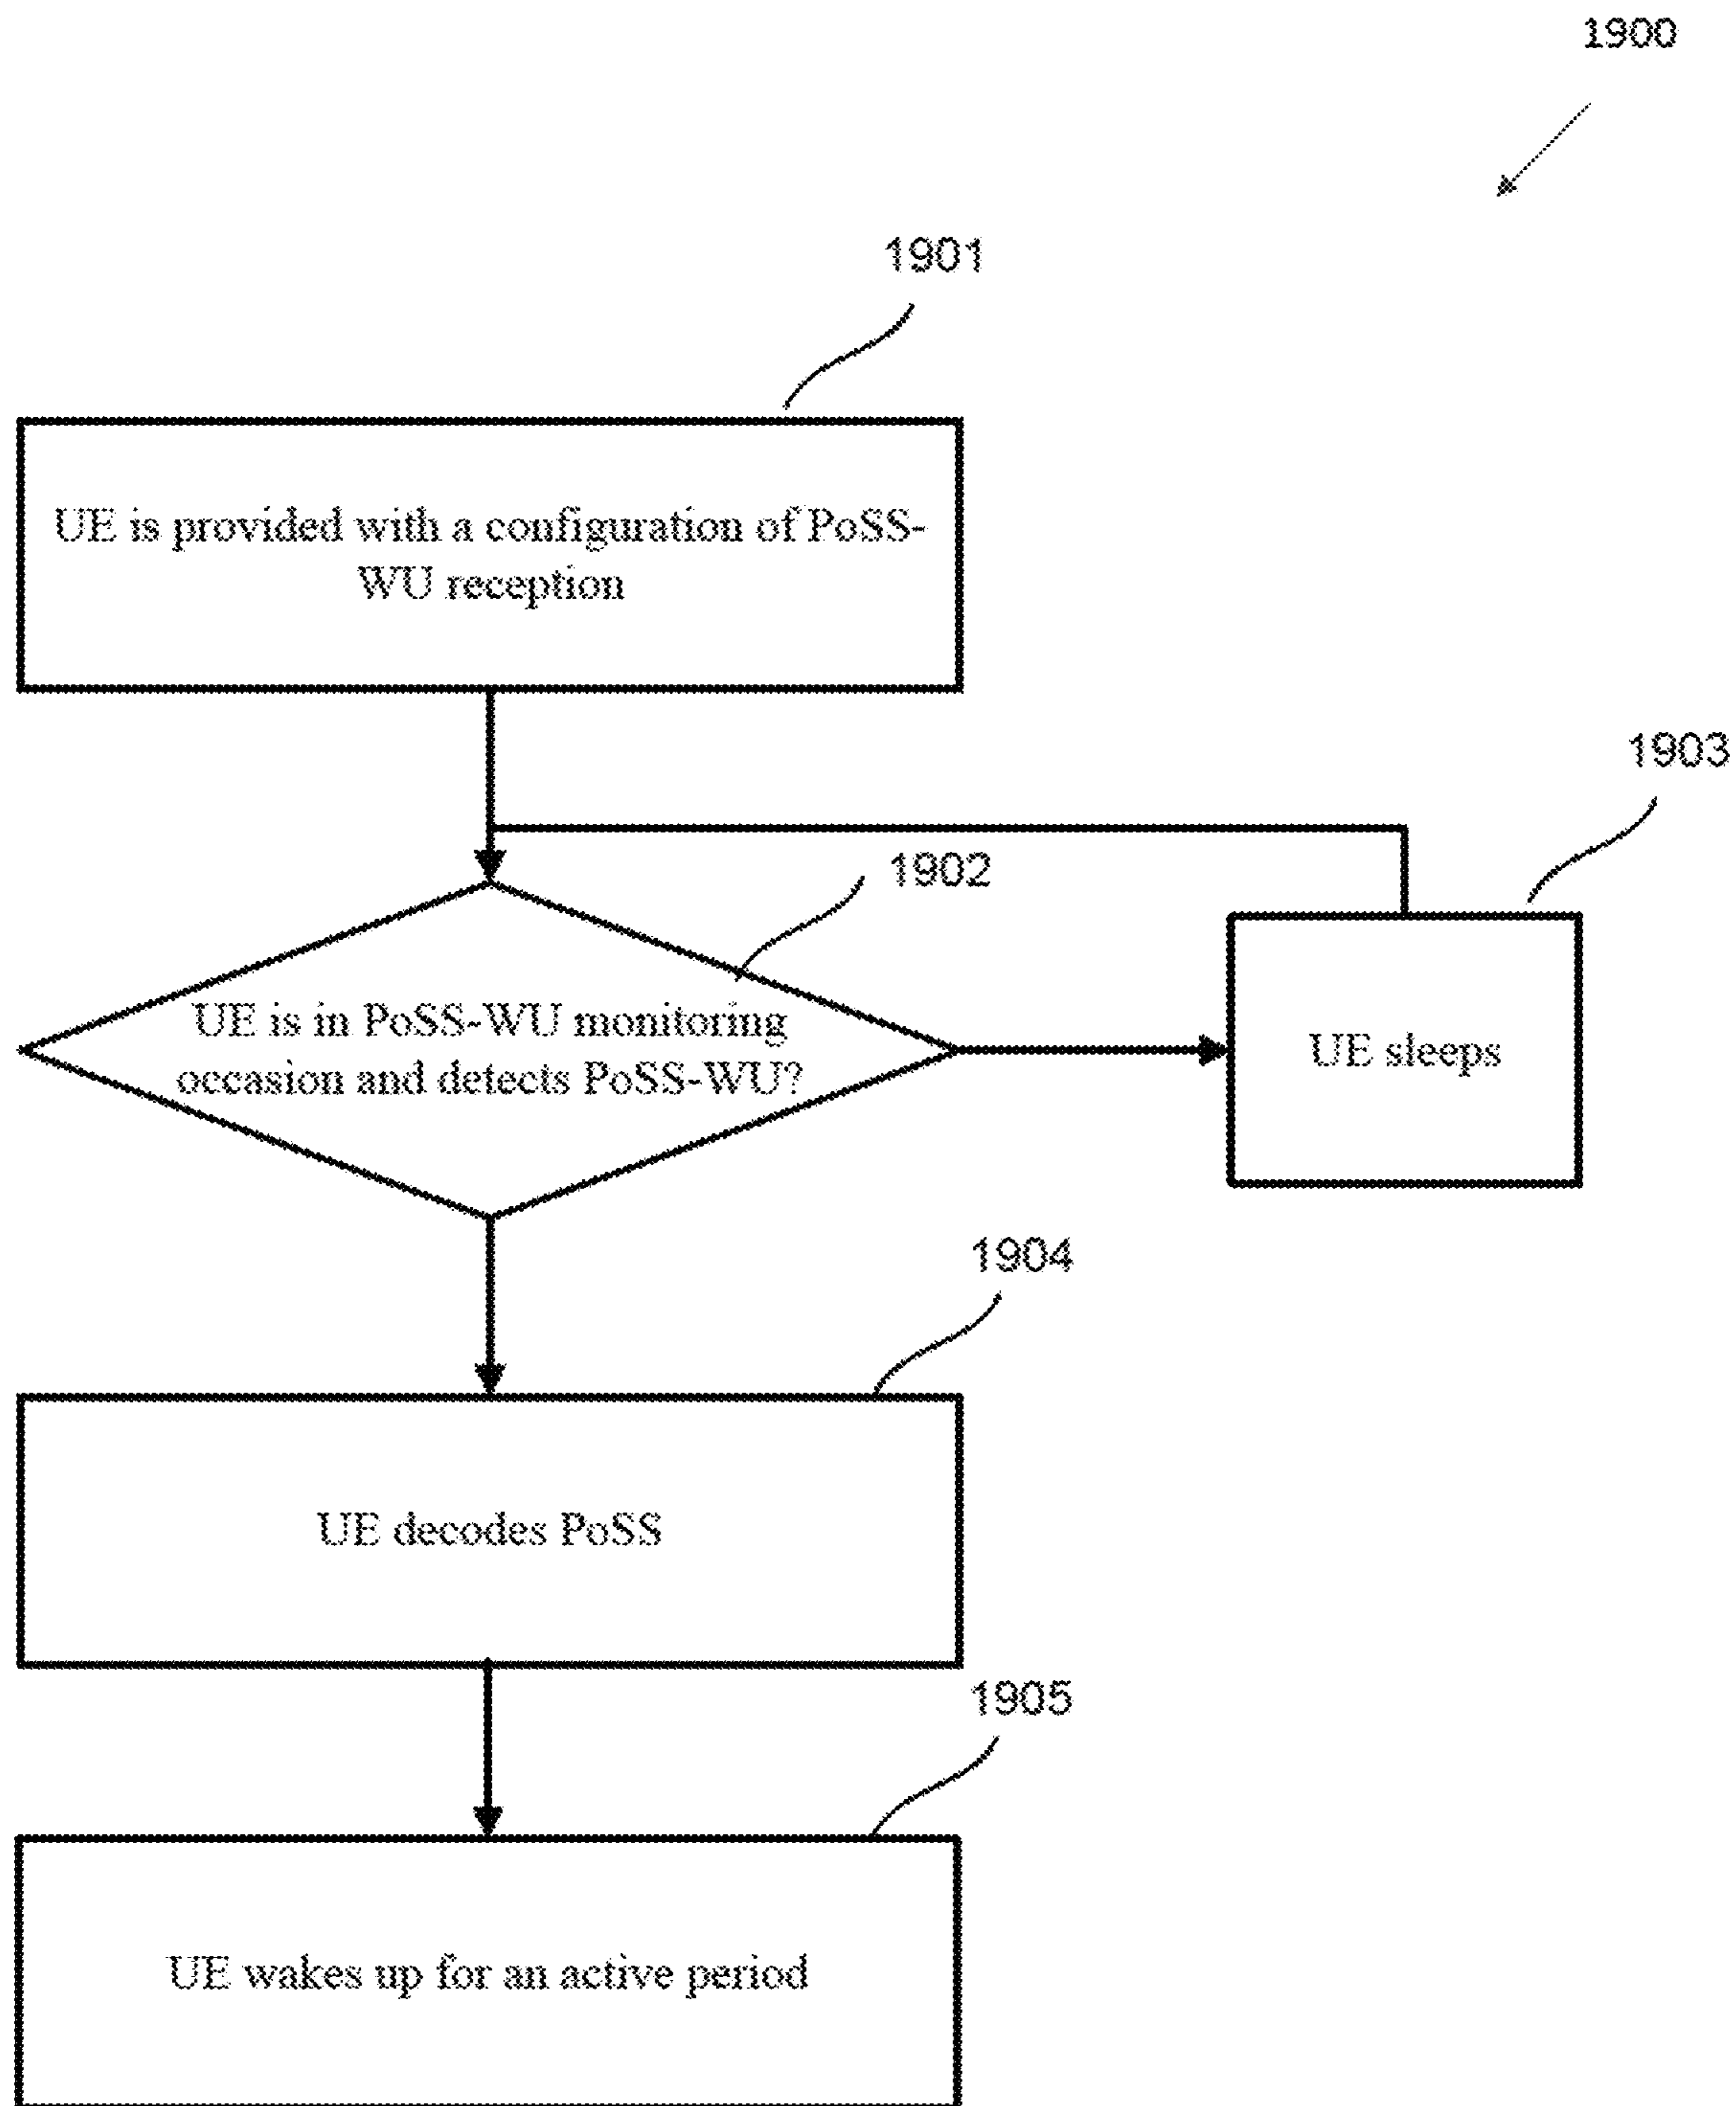 1900
1901
UE is provided with a configuration of PoSS-
WU reception
1903
1902
UE is in PoSS-WU monitoring
occasion and detects PoSS-WU?
UE sleeps
1904
UE decodes PoSS
1905
UE wakes up for an active period